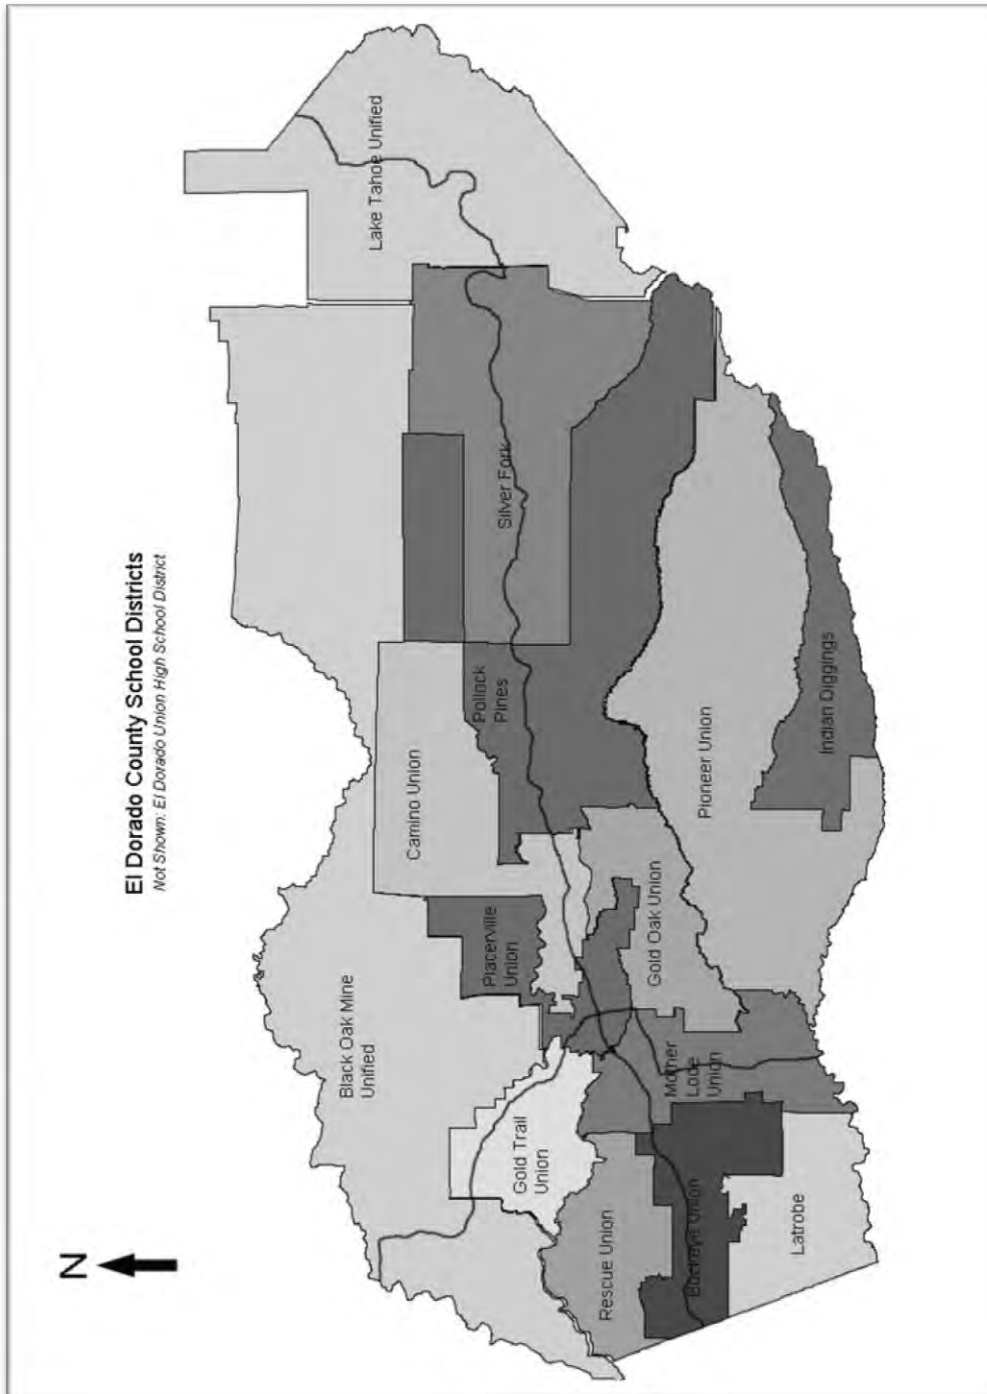 El Dorado County School Districts
Not Shown: El Dorado Union High School District
N
Lake Tahoe Unified
Silver Fork
Pollock
Pines
Camino Union
Pioneer Union
Indian Diggings
Placerville
Union
Gold Oak Union
Black Oak Mine
Unified
Mother
Lode
Union
Gold Trail
Union
Rescue Union
Buckeye Union
Latrobe